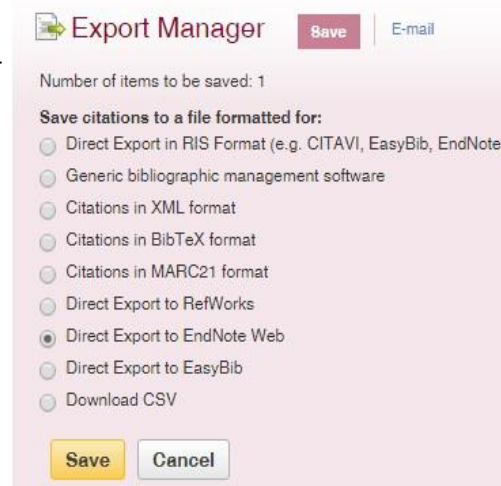 Export Manager
Save
E-mail
Number of items to be saved: 1
Save citations to a file formatted for:
Direct Export in RIS Format (e.g. CITAVI, EasyBib, EndNote
Generic bibliographic management software
Citations in XML format
Citations in BibTeX format
Citations in MARC21 format
Direct Export to RefWorks
Direct Export to EndNote Web
Direct Export to EasyBib
Download CSV
Save Cancel